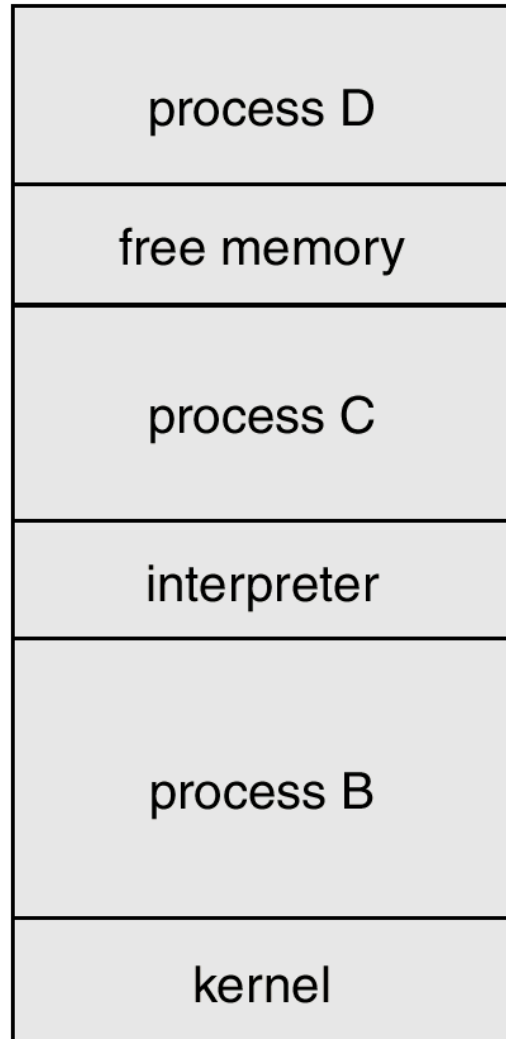 process D
free memory
process C
interpreter
process B
kernel